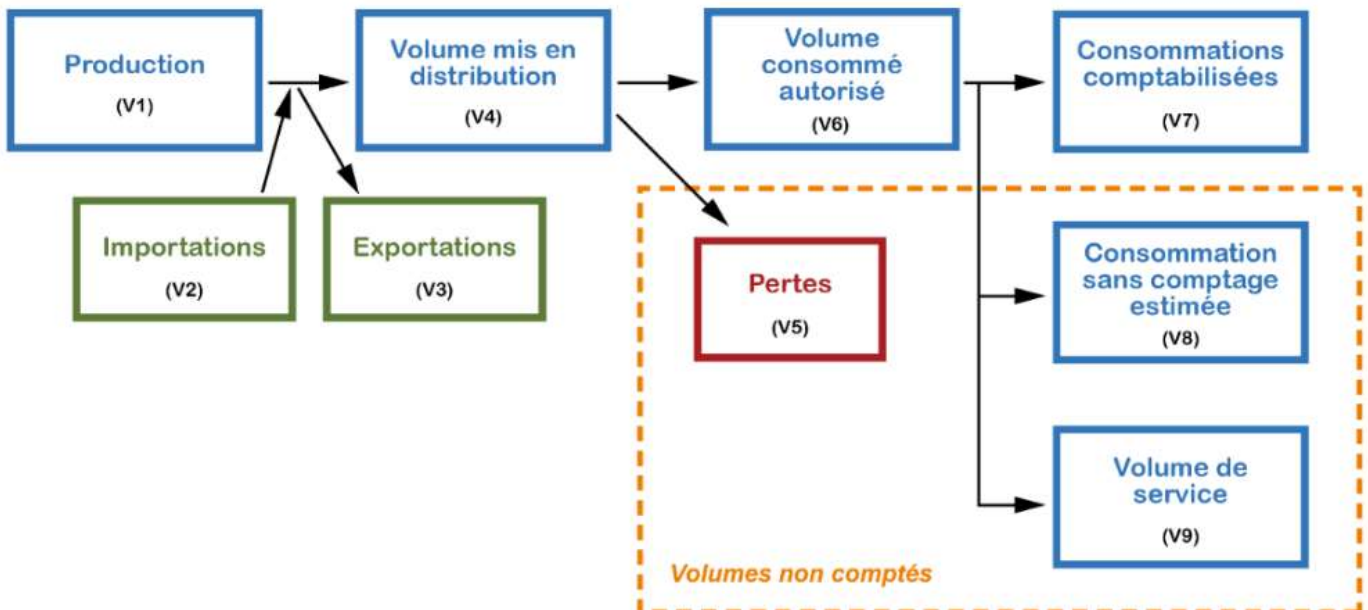 Production
(V1)
Volume mis en
distribution
(V4)
Volume
consommé
autorisé
(V6)
Consommations
comptabilisées
(V7)
Importations
(V2)
Exportations
(V3)
Pertes
(V5)
Consommation
sans comptage
estimée
(V8)
Volume de
service
(V9)
Volumes non comptés